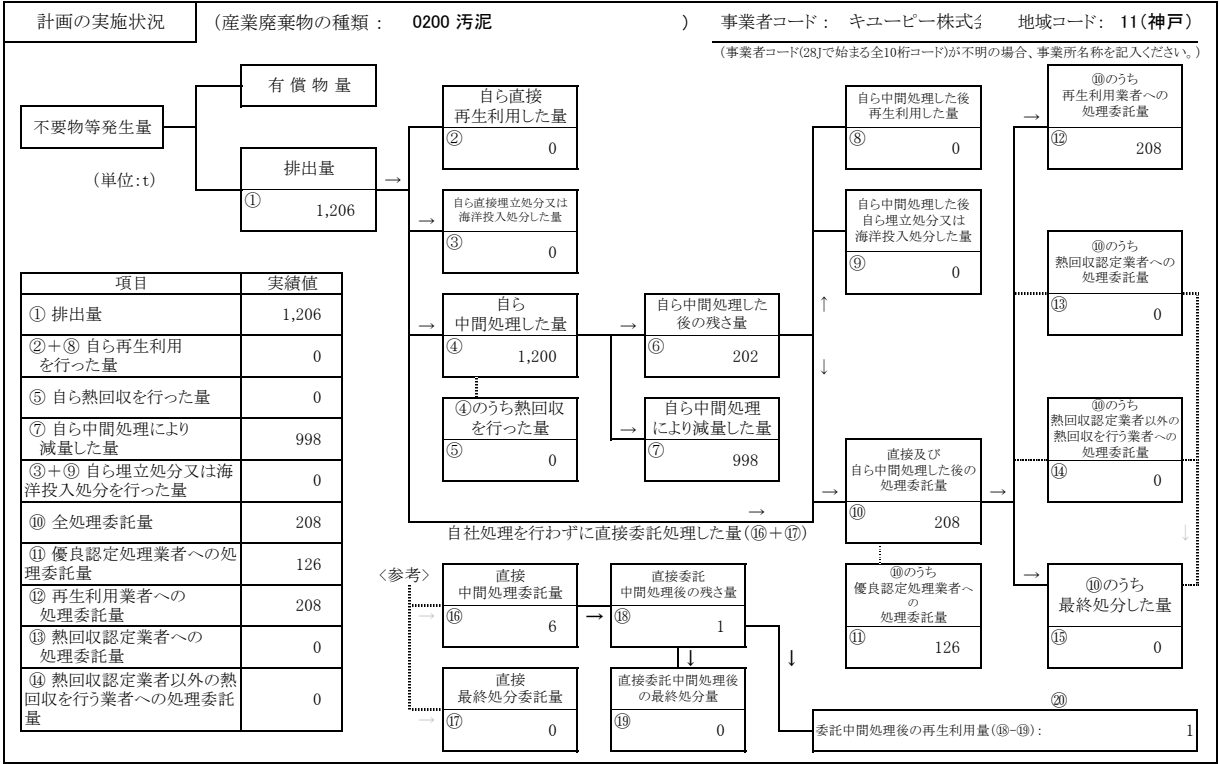 計画の実施状況
(産業廃棄物の種類: 0200 汚泥 )
事業者コード: キユーピー株式会 地域コード: 11(神戸)
(事業者コード(28Jで始まる全10桁コード)が不明の場合、事業所名称を記入ください。)
不要物等発生量
(単位:t)
有償物量
排出量
① 1,206
→
自ら直接
再生利用した量
② 0
→
自ら直接埋立処分又は
海洋投入処分した量
③ 0
→
自ら
中間処理した量
④ 1,200
④のうち熱回収
を行った量
⑤ 0
→
自ら中間処理した
後の残さ量
⑥ 202
→
自ら中間処理
により減量した量
⑦ 998
自ら中間処理した後
再生利用した量
⑧ 0
自ら中間処理した後
自ら埋立処分又は
海洋投入処分した量
⑨ 0
↑
↓
→
直接及び
自ら中間処理した後の
処理委託量
⑩ 208
→
⑩のうち
優良認定処理業者へ
の
処理委託量
⑪ 126
→
⑩のうち
再生利用業者への
処理委託量
⑫ 208
⑩のうち
熱回収認定業者への
処理委託量
⑬ 0
⑩のうち
熱回収認定業者以外の
熱回収を行う業者への
処理委託量
⑭ 0
↓
→
⑩のうち
最終処分した量
⑮ 0
→
自社処理を行わずに直接委託処理した量(⑯+⑰)
〈参考〉
→
直接
中間処理委託量
⑯ 6
→
直接委託
中間処理後の残さ量
⑱ 1
→
直接
最終処分委託量
⑰ 0
↓
直接委託中間処理後
の最終処分量
⑲ 0
↓
⑳
委託中間処理後の再生利用量(⑱-⑲): 1
項目 実績値
① 排出量 1,206
②+⑧ 自ら再生利用
を行った量 0
⑤ 自ら熱回収を行った量 0
⑦ 自ら中間処理により
減量した量 998
③+⑨ 自ら埋立処分又は海
洋投入処分を行った量 0
⑩ 全処理委託量 208
⑪ 優良認定処理業者への処
理委託量 126
⑫ 再生利用業者への
処理委託量 208
⑬ 熱回収認定業者への
処理委託量 0
⑭ 熱回収認定業者以外の熱
回収を行う業者への処理委託
量 0